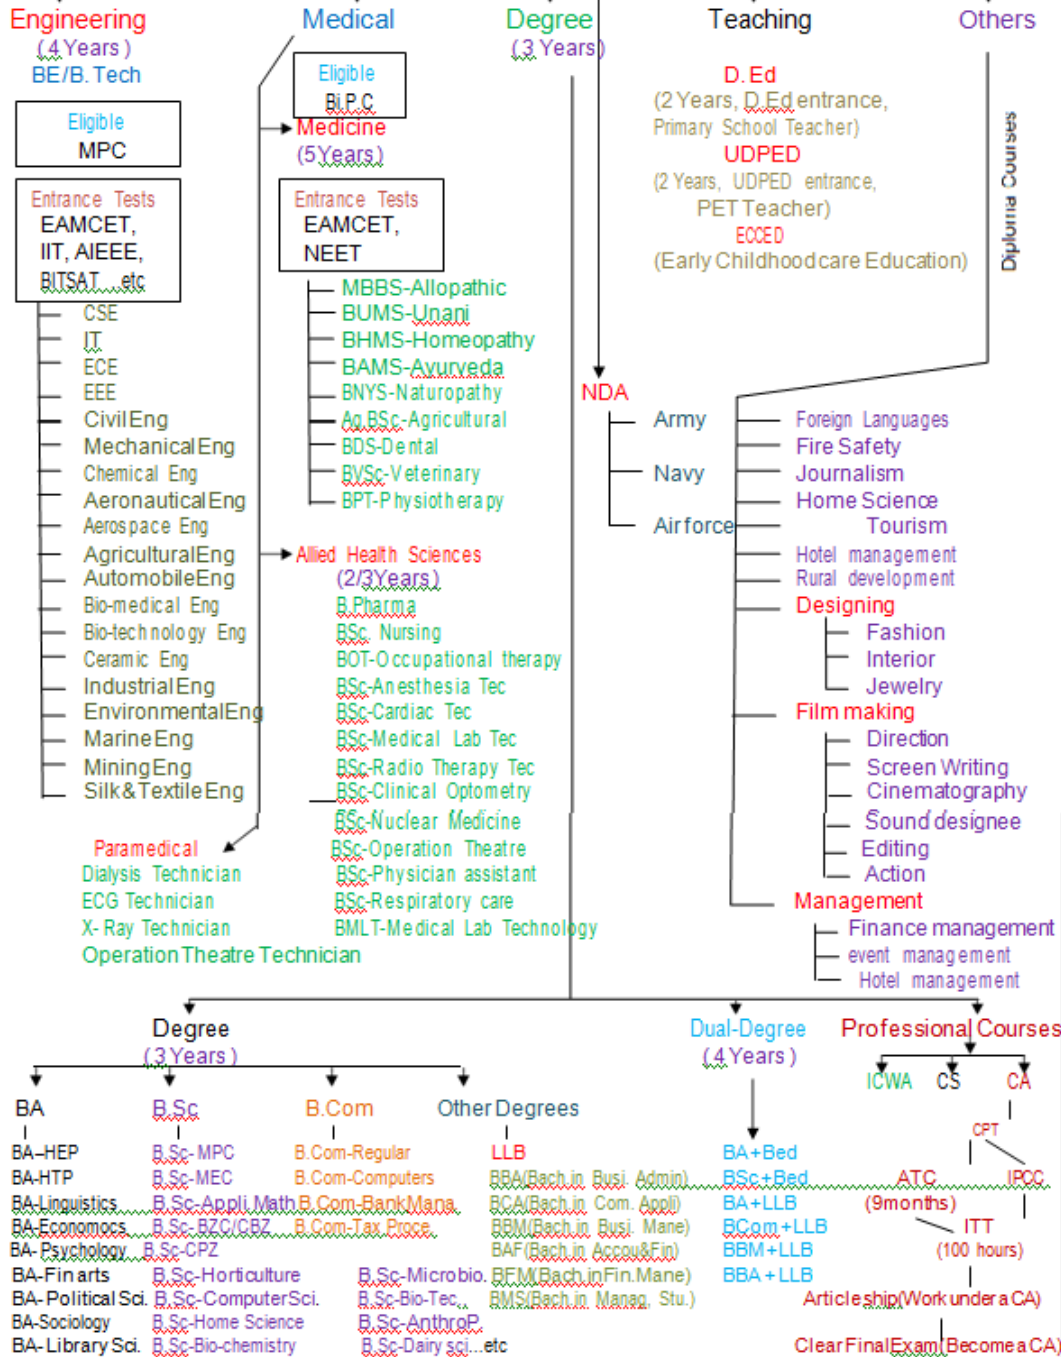 Engineering
( 4 Years )
BE/B. Tech
Eligible
MPC
Entrance Tests
EAMCET,
IIT, AIEEE,
BITSAT ...etc
CSE
IT
ECE
EEE
Civil Eng
Mechanical Eng
Chemical Eng
Aeronautical Eng
Aerospace Eng
Agricultural Eng
Automobile Eng
Bio-medical Eng
Bio-technology Eng
Ceramic Eng
Industrial Eng
Environmental Eng
Marine Eng
Mining Eng
Silk & Textile Eng
Medical
Eligible
Bi.P.C
Medicine
(5 Years)
Entrance Tests
EAMCET,
NEET
MBBS-Allopathic
BUMS-Unani
BHMS-Homeopathy
BAMS-Ayurveda
BNYS-Naturopathy
Ag.BSc-Agricultural
BDS-Dental
BVSc-Veterinary
BPT-Physiotherapy
Allied Health Sciences
(2/3 Years)
B.Pharma
BSc. Nursing
BOT-Occupational therapy
BSc-Anesthesia Tec
BSc-Cardiac Tec
BSc-Medical Lab Tec
BSc-Radio Therapy Tec
BSc-Clinical Optometry
BSc-Nuclear Medicine
BSc-Operation Theatre
BSc-Physician assistant
BSc-Respiratory care
BMLT-Medical Lab Technology
Paramedical
Dialysis Technician
ECG Technician
X- Ray Technician
Operation Theatre Technician
Degree
( 3 Years)
NDA
Army
Navy
Airforce
Teaching
D. Ed
(2 Years, D.Ed entrance,
Primary School Teacher)
UDPED
(2 Years, UDPED entrance,
PET Teacher)
ECCED
(Early Childhood care Education)
Others
Diploma Courses
Foreign Languages
Fire Safety
Journalism
Home Science
Tourism
Hotel management
Rural development
Designing
Fashion
Interior
Jewelry
Film making
Direction
Screen Writing
Cinematography
Sound designee
Editing
Action
Management
Finance management
event management
Hotel management
Degree
( 3 Years )
BA
BA–HEP
BA-HTP
BA-Linguistics
BA-Economocs
BA- Psychology
BA-Fin arts
BA- Political Sci.
BA-Sociology
BA- Library Sci.
B.Sc
B.Sc- MPC
B.Sc- MEC
B.Sc-Appli.Math
B.Sc- BZC/CBZ
B.Sc-CPZ
B.Sc-Horticulture
B.Sc-Computer Sci.
B.Sc-Home Science
B.Sc-Bio-chemistry
B.Sc-Microbio.
B.Sc-Bio-Tec..
B.Sc-AnthroP.
B.Sc-Dairy sci...etc
B.Com
B.Com-Regular
B.Com-Computers
B.Com-Bank Mana.
B.Com-Tax Proce.
Other Degrees
LLB
BBA(Bach.in Busi. Admin)
BCA(Bach.in Com. Appli)
BBM(Bach.in Busi. Mane)
BAF(Bach.in Accou&Fin)
BFM(Bach.in Fin. Mane)
BMS(Bach.in Manag, Stu.)
Dual-Degree
( 4 Years )
BA + Bed
BSc + Bed
BA + LLB
BCom + LLB
BBM + LLB
BBA + LLB
Professional Courses
ICWA CS CA
CPT
ATC IPCC
(9months)
ITT
(100 hours)
Article ship(Work under a CA)
Clear Final Exam (Become a CA)